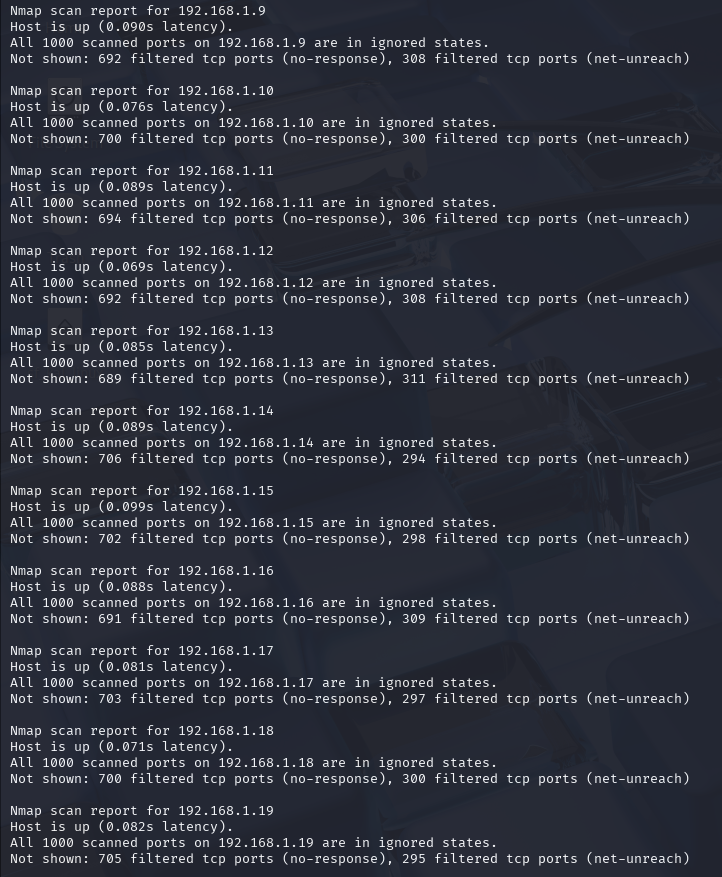 Nmap scan report for 192.168.1.9
Host is up (0.090s latency).
All 1000 scanned ports on 192.168.1.9 are in ignored states.
Not shown: 692 filtered tcp ports (no-response), 308 filtered tcp ports (net-unreach)
Nmap scan report for 192.168.1.10
Host is up (0.076s latency).
All 1000 scanned ports on 192.168.1.10 are in ignored states.
Not shown: 700 filtered tcp ports (no-response), 300 filtered tcp ports (net-unreach)
Nmap scan report for 192.168.1.11
Host is up (0.089s latency).
All 1000 scanned ports on 192.168.1.11 are in ignored states.
Not shown: 694 filtered tcp ports (no-response), 306 filtered tcp ports (net-unreach)
Nmap scan report for 192.168.1.12
Host is up (0.069s latency).
All 1000 scanned ports on 192.168.1.12 are in ignored states.
Not shown: 692 filtered tcp ports (no-response), 308 filtered tcp ports (net-unreach)
Nmap scan report for 192.168.1.13
Host is up (0.085s latency).
All 1000 scanned ports on 192.168.1.13 are in ignored states.
Not shown: 689 filtered tcp ports (no-response), 311 filtered tcp ports (net-unreach)
Nmap scan report for 192.168.1.14
Host is up (0.089s latency).
All 1000 scanned ports on 192.168.1.14 are in ignored states.
Not shown: 706 filtered tcp ports (no-response), 294 filtered tcp ports (net-unreach)
Nmap scan report for 192.168.1.15
Host is up (0.099s latency).
All 1000 scanned ports on 192.168.1.15 are in ignored states.
Not shown: 702 filtered tcp ports (no-response), 298 filtered tcp ports (net-unreach)
Nmap scan report for 192.168.1.16
Host is up (0.088s latency).
All 1000 scanned ports on 192.168.1.16 are in ignored states.
Not shown: 691 filtered tcp ports (no-response), 309 filtered tcp ports (net-unreach)
Nmap scan report for 192.168.1.17
Host is up (0.081s latency).
All 1000 scanned ports on 192.168.1.17 are in ignored states.
Not shown: 703 filtered tcp ports (no-response), 297 filtered tcp ports (net-unreach)
Nmap scan report for 192.168.1.18
Host is up (0.071s latency).
All 1000 scanned ports on 192.168.1.18 are in ignored states.
Not shown: 700 filtered tcp ports (no-response), 300 filtered tcp ports (net-unreach)
Nmap scan report for 192.168.1.19
Host is up (0.082s latency).
All 1000 scanned ports on 192.168.1.19 are in ignored states.
Not shown: 705 filtered tcp ports (no-response), 295 filtered tcp ports (net-unreach)